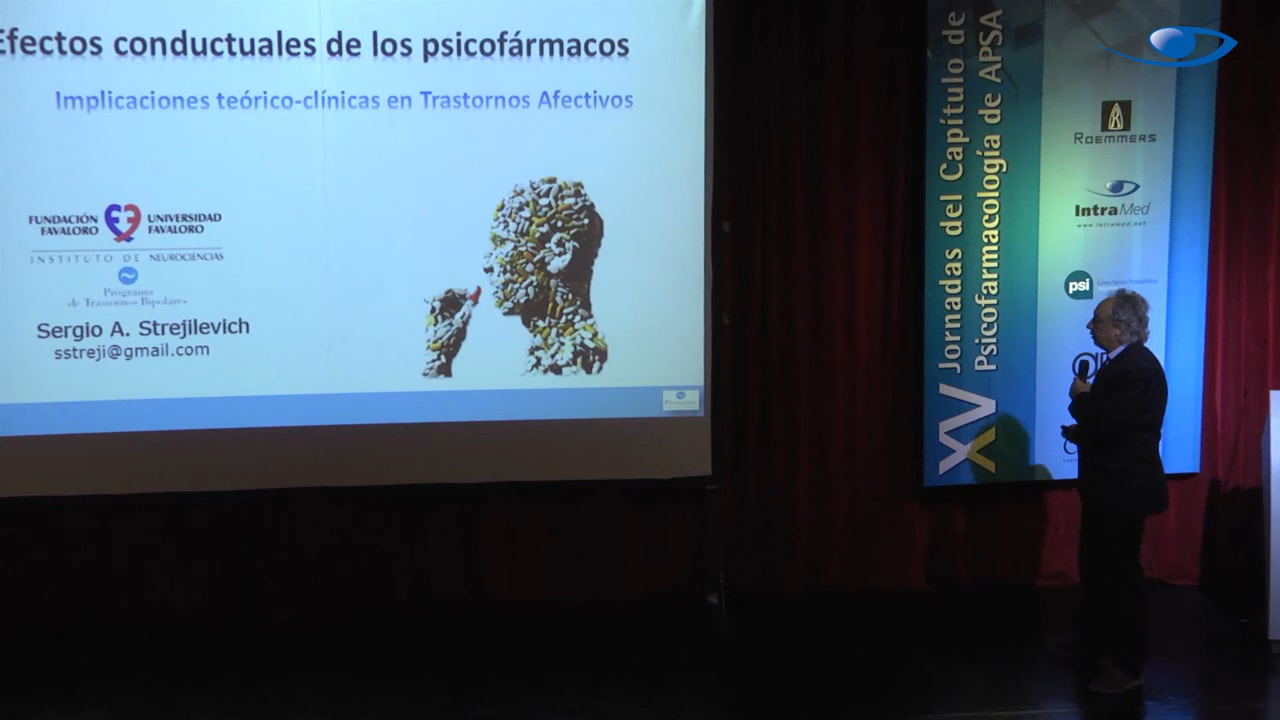 Efectos conductuales de los psicofármacos
Implicaciones teórico-clínicas en Trastornos Afectivos
FUNDACIÓN
FAVALORO
UNIVERSIDAD
FAVALORO
INSTITUTO DE NEUROCIENCIAS
Programa
de Trastornos Bipolares
Sergio A. Strejilevich
sstreji@gmail.com
XV Jornadas del Capítulo de
Psicofarmacología de APSA
ROEMMERS
IntraMed
www.intramed.net
psi